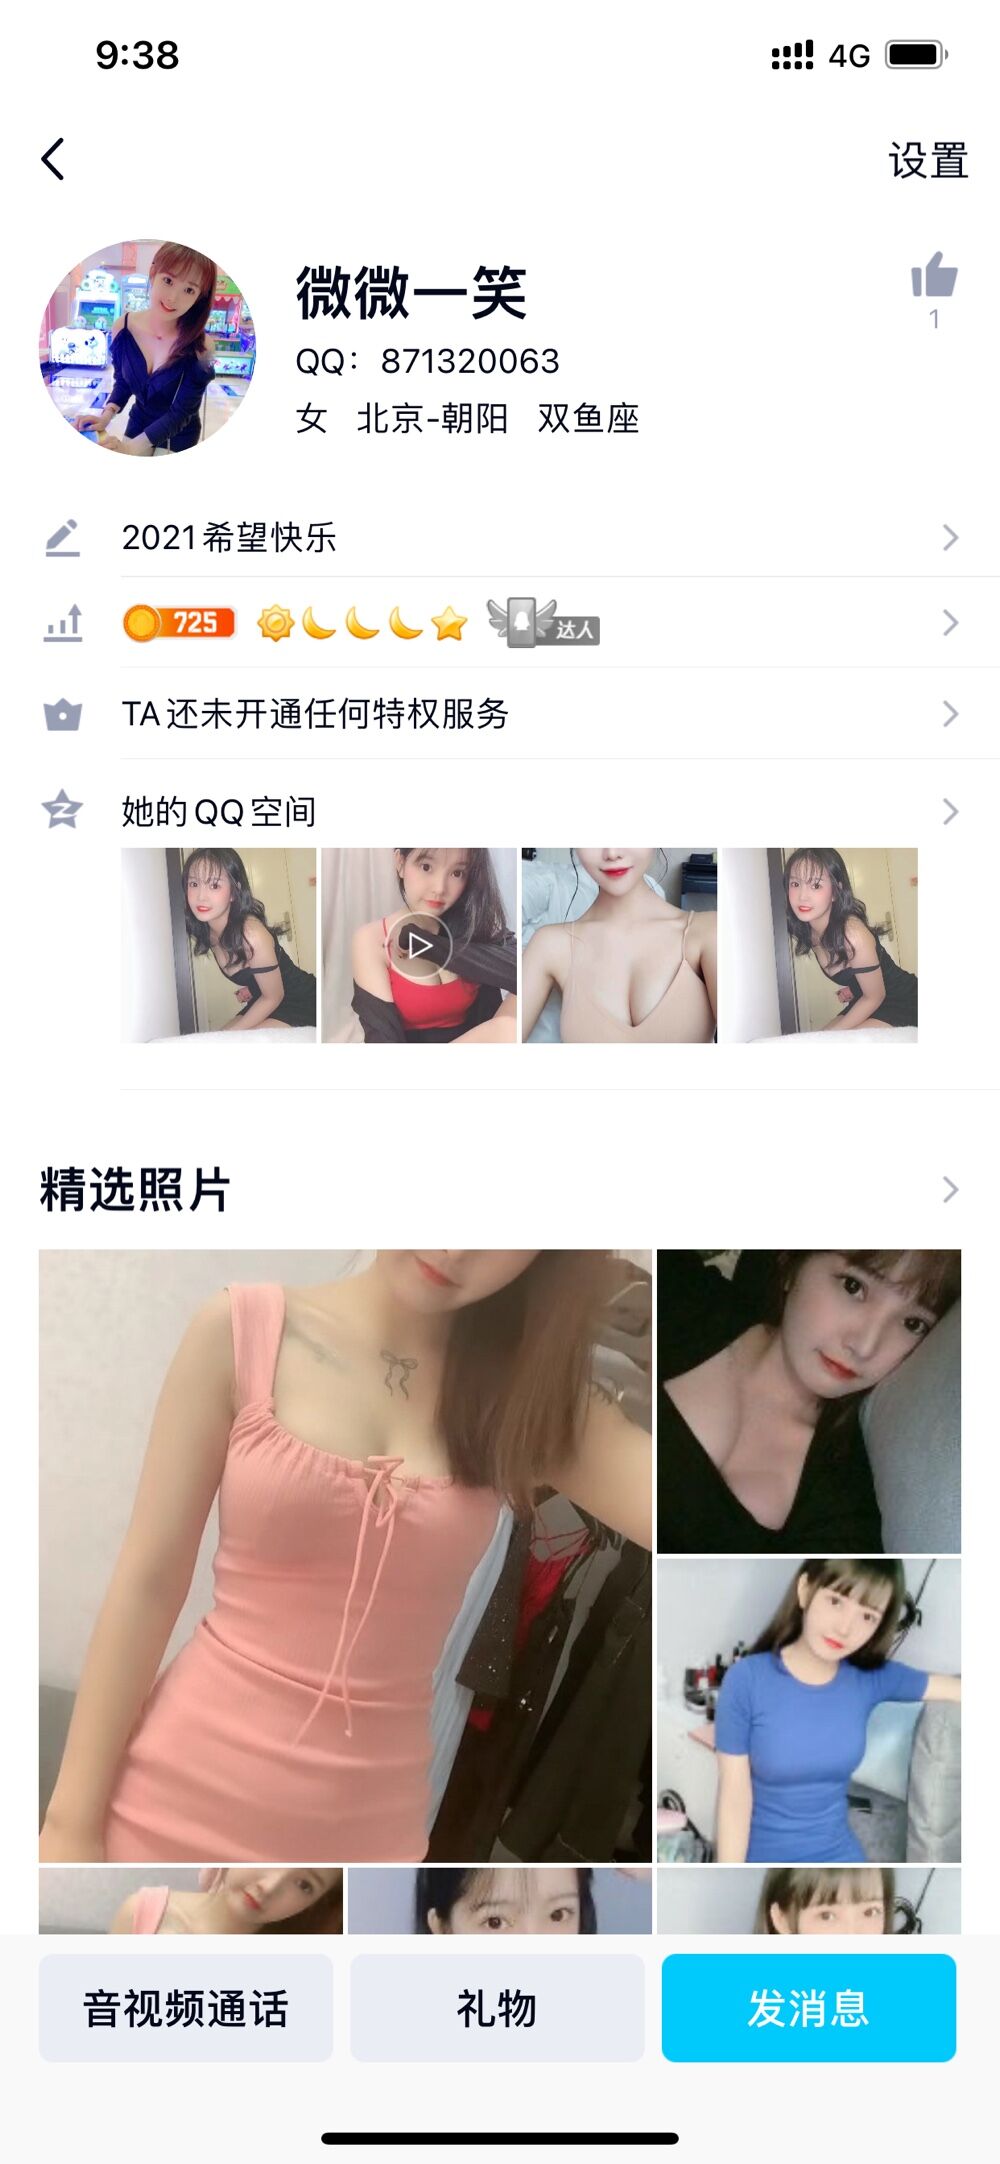 9:38
4G
设置
微微一笑
1
QQ：871320063
女 北京-朝阳 双鱼座
2021希望快乐
725
达人
TA还未开通任何特权服务
她的QQ空间
精选照片
音视频通话
礼物
发消息